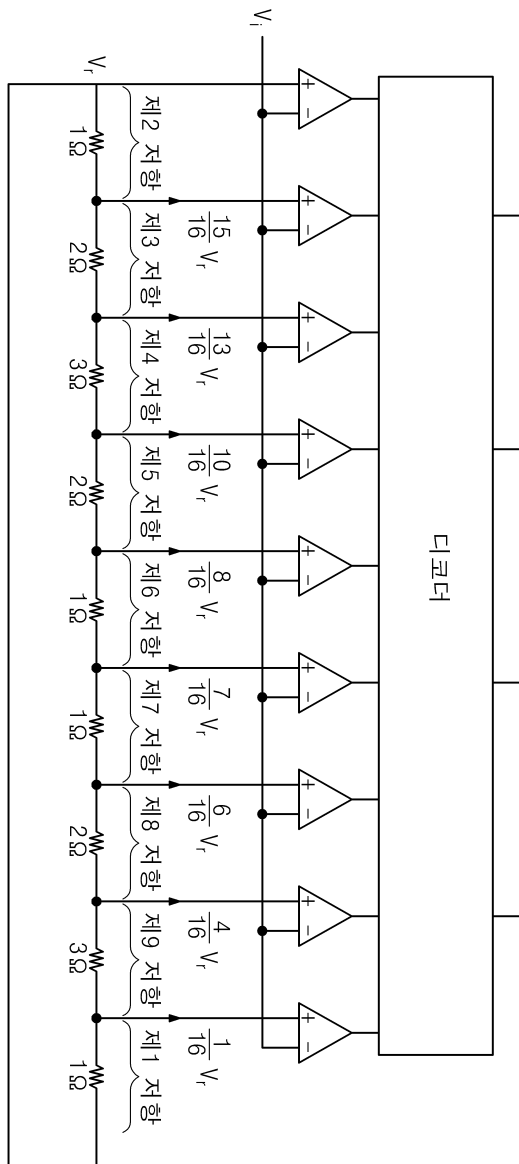 Vᵢ
Vᵣ
제2 저항
1Ω
15/16 Vᵣ
제3 저항
2Ω
13/16 Vᵣ
제4 저항
3Ω
10/16 Vᵣ
제5 저항
2Ω
8/16 Vᵣ
제6 저항
1Ω
7/16 Vᵣ
제7 저항
1Ω
6/16 Vᵣ
제8 저항
2Ω
4/16 Vᵣ
제9 저항
3Ω
1/16 Vᵣ
제1 저항
1Ω
+ −
+ −
+ −
+ −
+ −
+ −
+ −
+ −
+ −
디코더